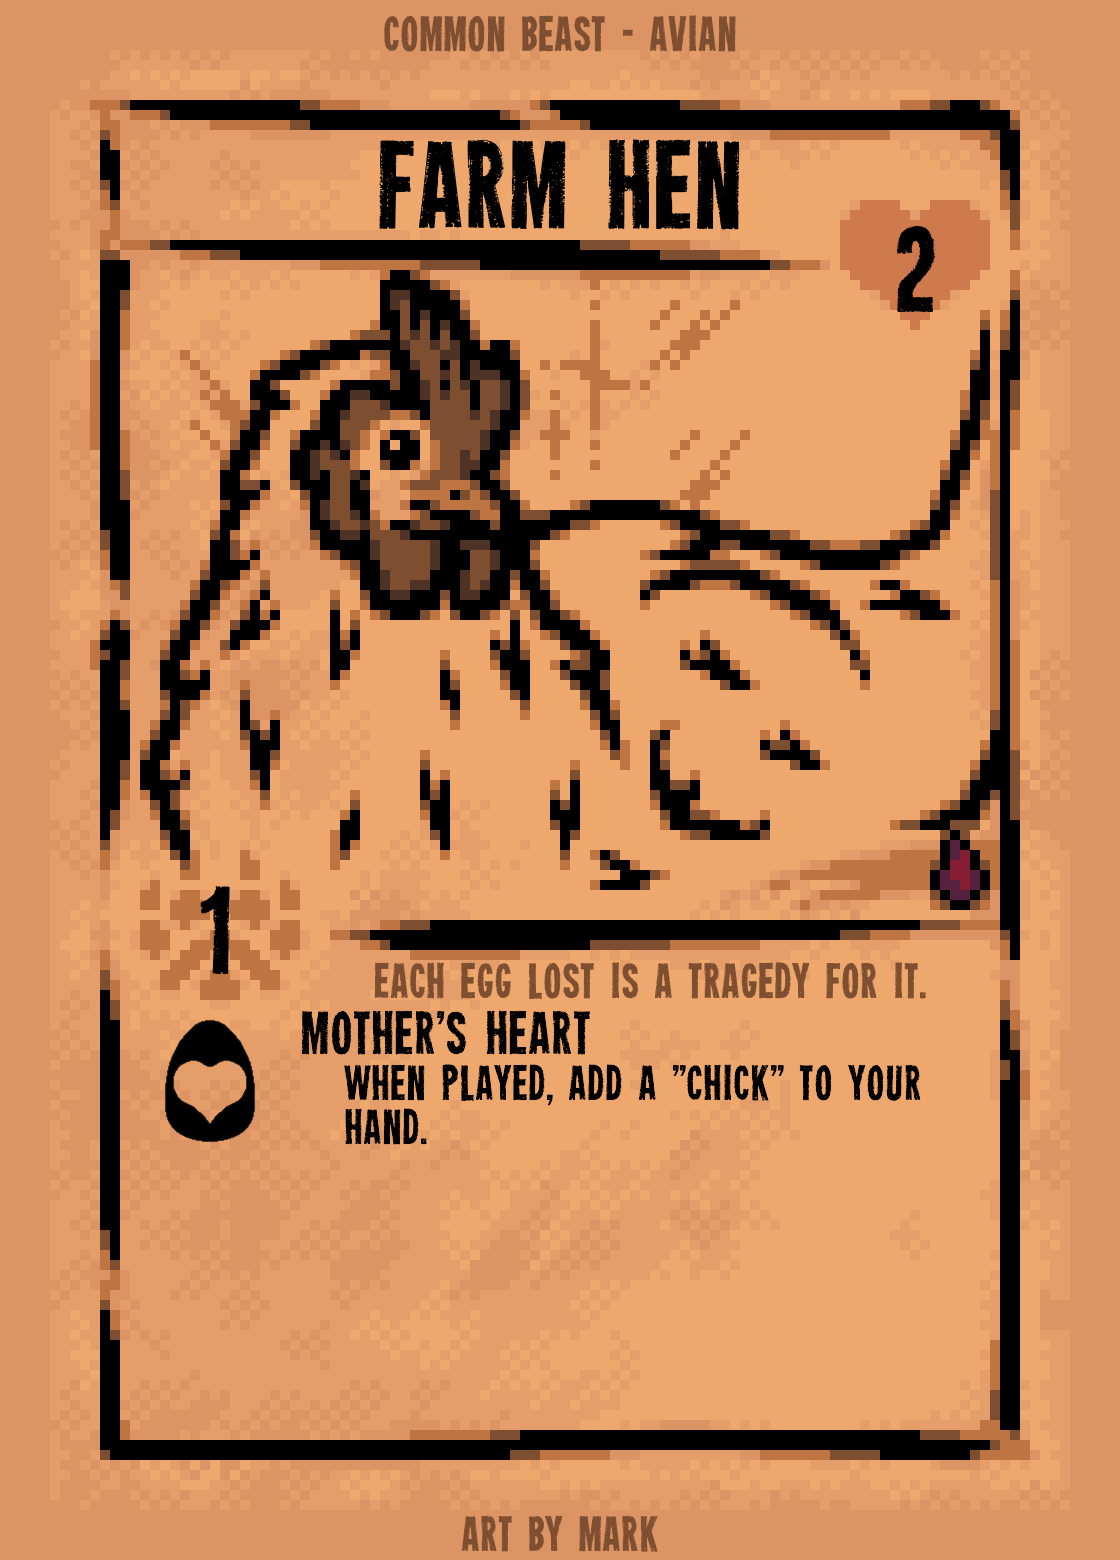 COMMON BEAST - AVIAN
FARM HEN
2
1
EACH EGG LOST IS A TRAGEDY FOR IT.
MOTHER'S HEART
WHEN PLAYED, ADD A "CHICK" TO YOUR
HAND.
ART BY MARK